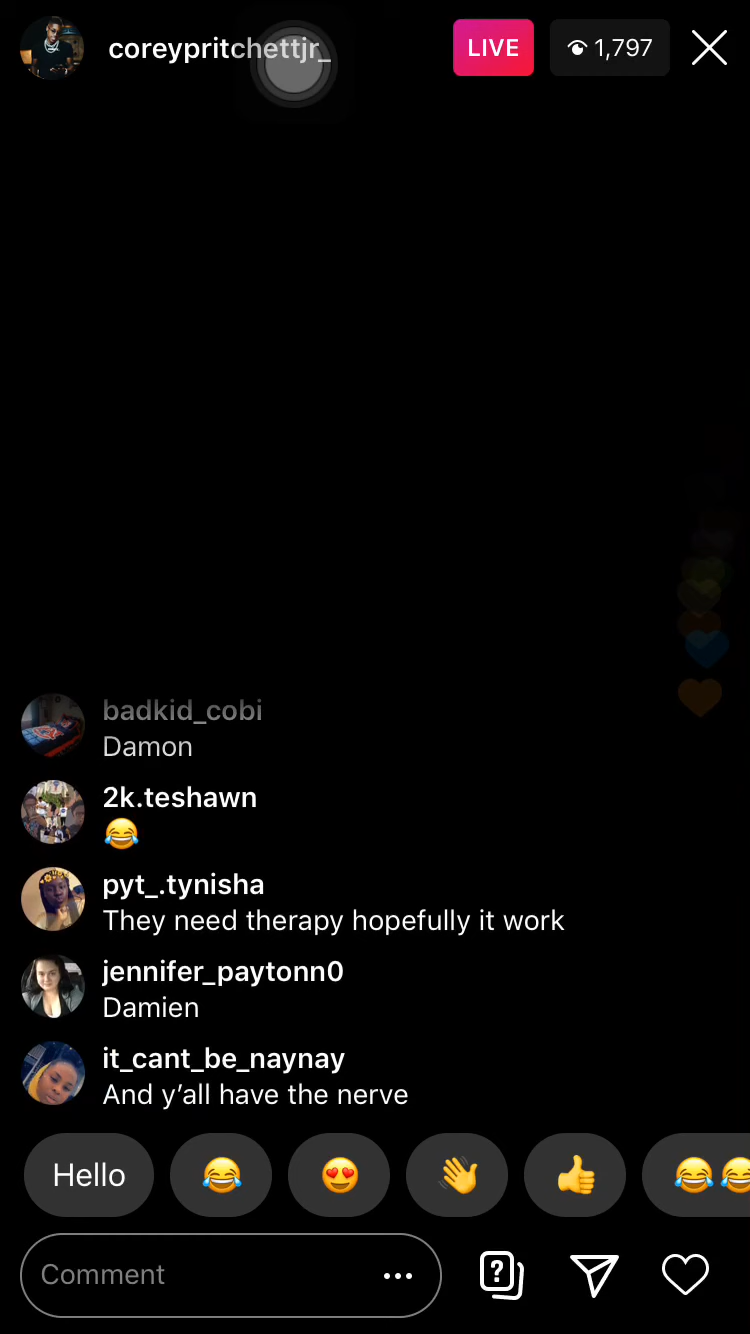 coreypritchettjr_
LIVE
1,797
badkid_cobi
Damon
2k.teshawn
😂
pyt_.tynisha
They need therapy hopefully it work
jennifer_paytonn0
Damien
it_cant_be_naynay
And y’all have the nerve
Hello 😂 😍 👋 👍 😂😂
Comment